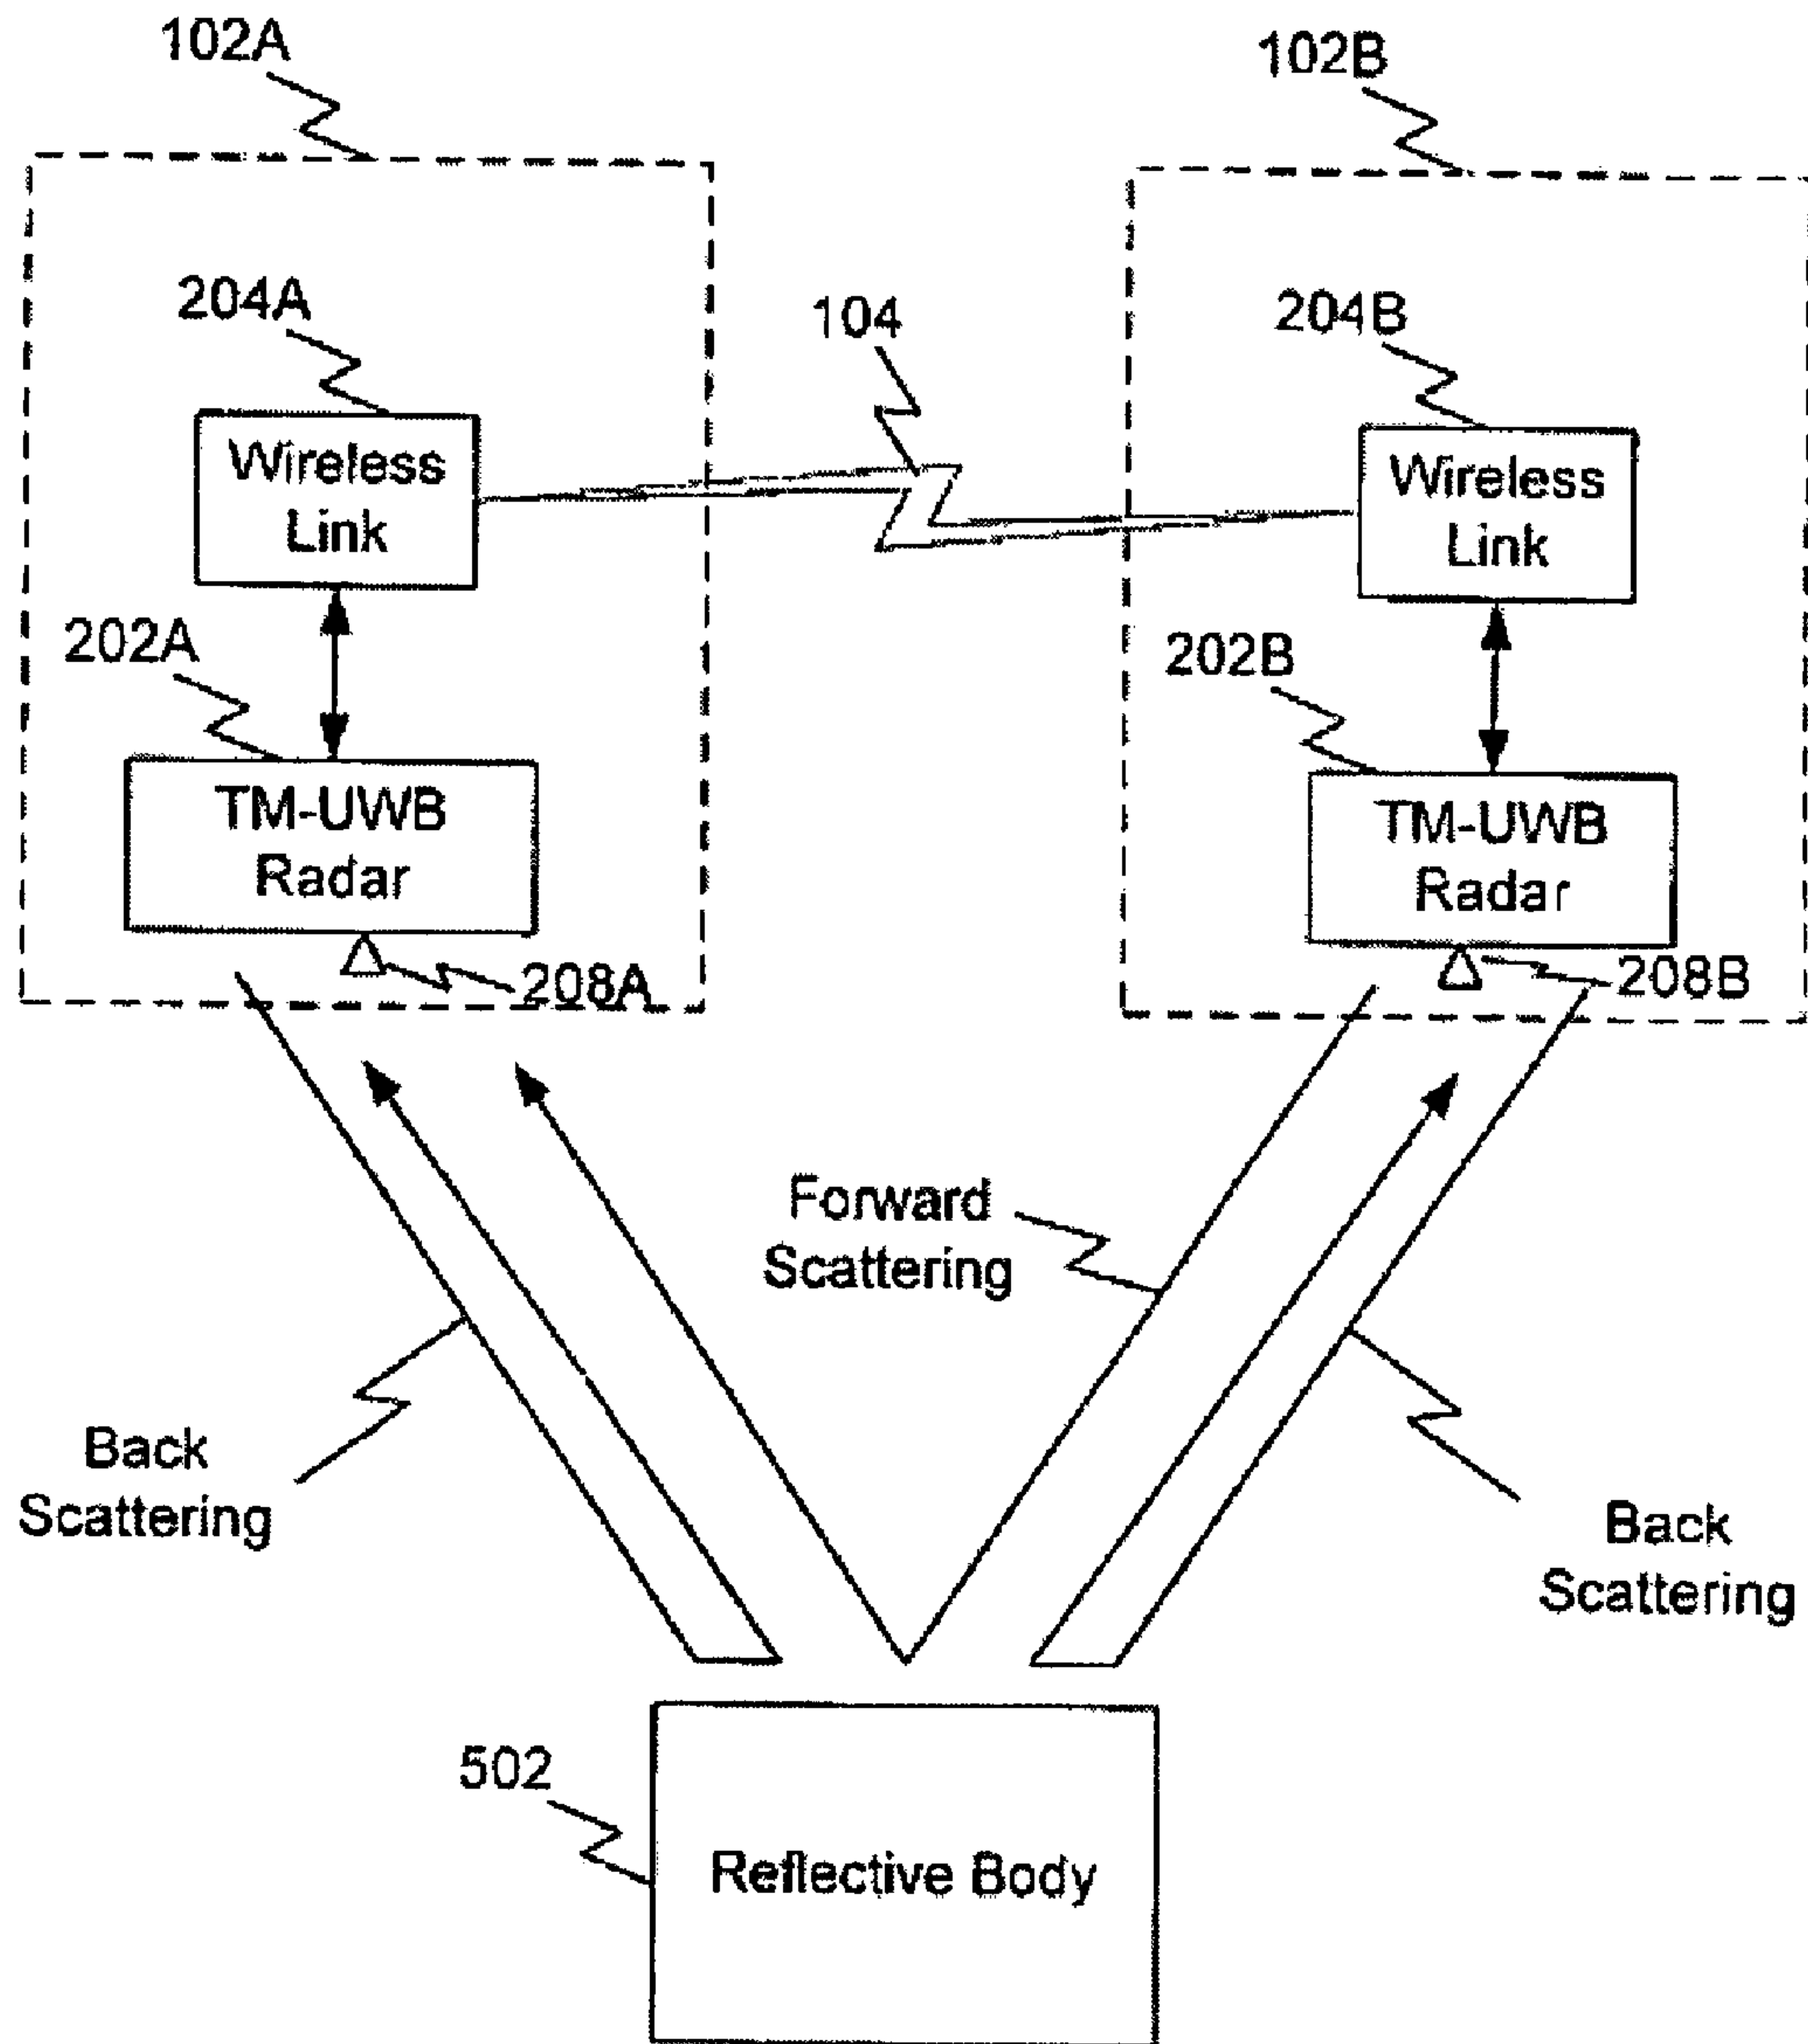 102A
102B
204A
104
204B
Wireless
Link
Wireless
Link
202A
202B
TM-UWB
Radar
TM-UWB
Radar
208A
208B
Forward
Scattering
Back
Scattering
Back
Scattering
502
Reflective Body